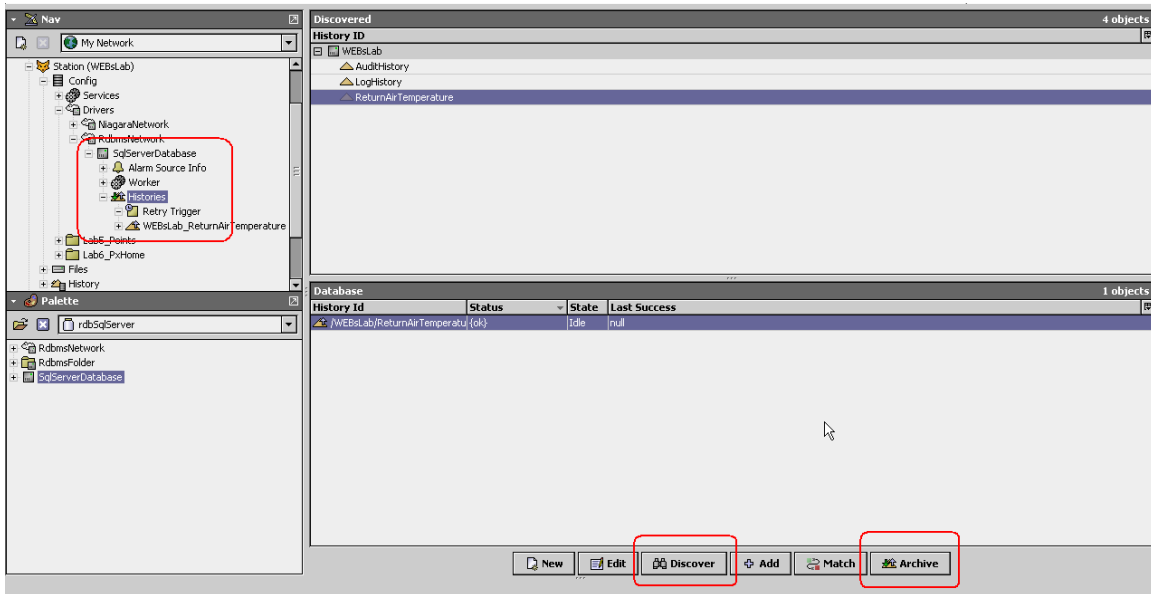 Nav
My Network
Station (WEBsLab)
Config
Services
Drivers
NiagaraNetwork
RdbmsNetwork
SqlServerDatabase
Alarm Source Info
Worker
Histories
Retry Trigger
WEBsLab_ReturnAirTemperature
Lab5_Points
Lab6_PxHome
Files
History
Palette
rdbSqlServer
RdbmsNetwork
RdbmsFolder
SqlServerDatabase
Discovered 4 objects
History ID
WEBsLab
AuditHistory
LogHistory
ReturnAirTemperature
Database 1 objects
History Id Status State Last Success
/WEBsLab/ReturnAirTemperatu {ok} Idle null
New Edit Discover Add Match Archive